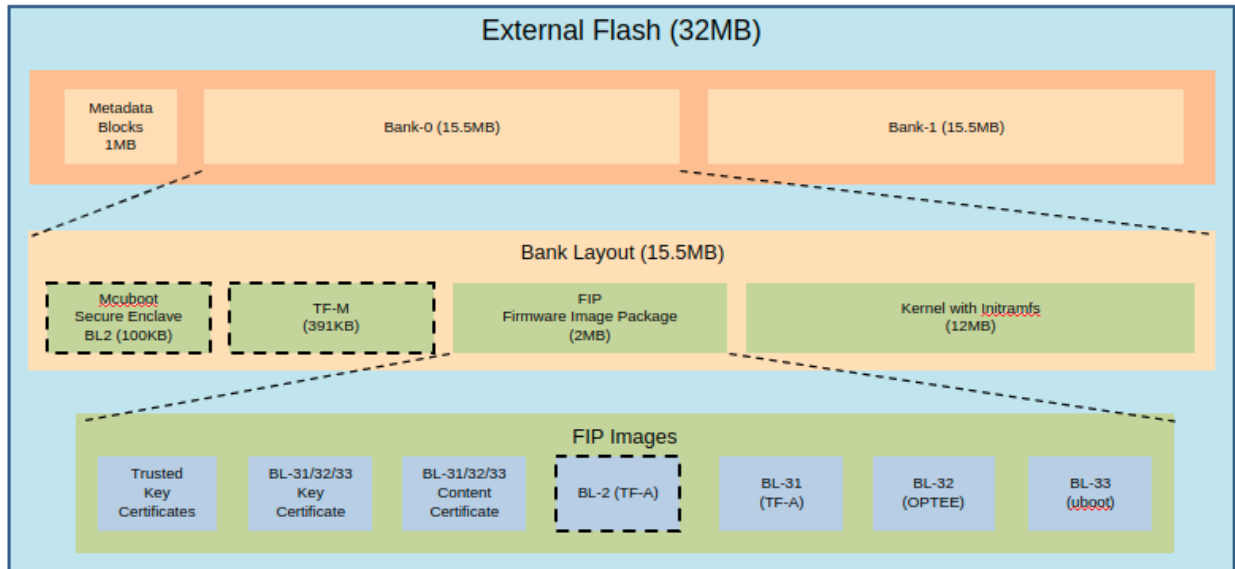 External Flash (32MB)
Metadata
Blocks
1MB
Bank-0 (15.5MB)
Bank-1 (15.5MB)
Bank Layout (15.5MB)
Mcuboot
Secure Enclave
BL2 (100KB)
TF-M
(391KB)
FIP
Firmware Image Package
(2MB)
Kernel with Initramfs
(12MB)
FIP Images
Trusted
Key
Certificates
BL-31/32/33
Key
Certificate
BL-31/32/33
Content
Certificate
BL-2 (TF-A)
BL-31
(TF-A)
BL-32
(OPTEE)
BL-33
(uboot)